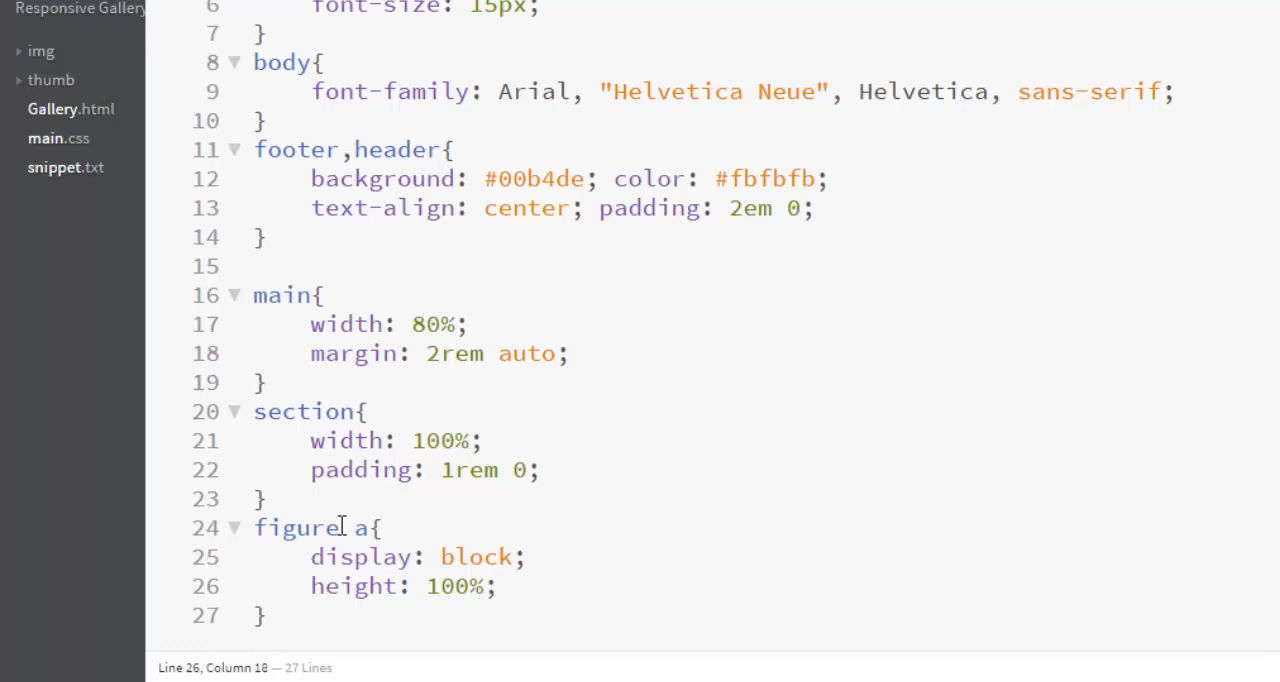 Responsive Gallery
img
thumb
Gallery.html
main.css
snippet.txt
6 font-size: 15px;
7 }
8 body{
9 font-family: Arial, "Helvetica Neue", Helvetica, sans-serif;
10 }
11 footer,header{
12 background: #00b4de; color: #fbfbfb;
13 text-align: center; padding: 2em 0;
14 }
15
16 main{
17 width: 80%;
18 margin: 2rem auto;
19 }
20 section{
21 width: 100%;
22 padding: 1rem 0;
23 }
24 figure a{
25 display: block;
26 height: 100%;
27 }
Line 26, Column 18 — 27 Lines